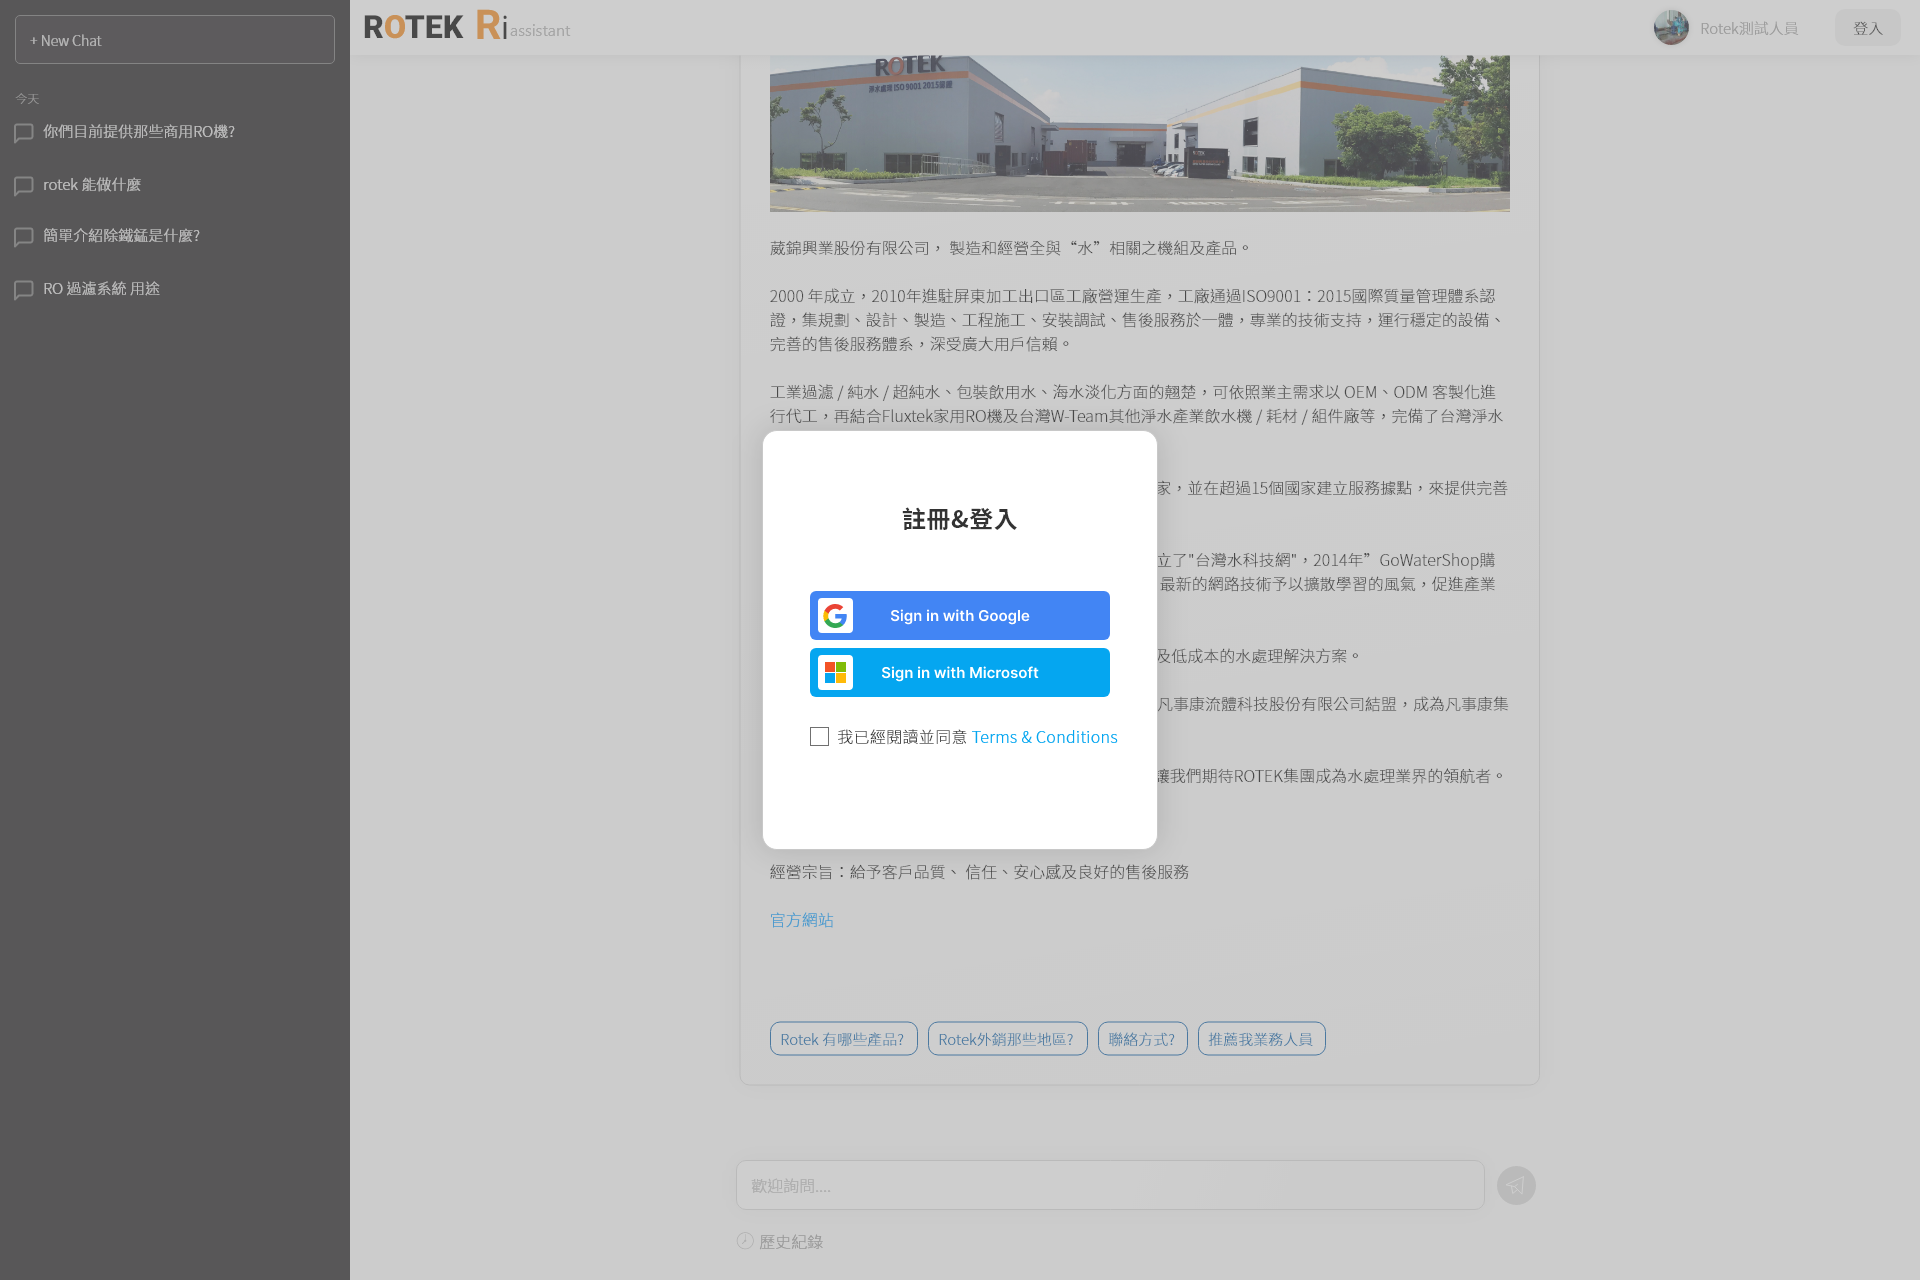 + New Chat
今天
你們目前提供那些商用RO機?
rotek 能做什麼
簡單介紹除鐵錳是什麼?
RO 過濾系統 用途
ROTEK Ri assistant
Rotek測試人員
登入
ROTEK
淨水處理 ISO 9001 2015認證
葳錦興業股份有限公司， 製造和經營全與“水”相關之機組及產品。
2000 年成立，2010年進駐屏東加工出口區工廠營運生產，工廠通過ISO9001：2015國際質量管理體系認
證，集規劃、設計、製造、工程施工、安裝調試、售後服務於一體，專業的技術支持，運行穩定的設備、
完善的售後服務體系，深受廣大用戶信賴。
工業過濾 / 純水 / 超純水、包裝飲用水、海水淡化方面的翹楚，可依照業主需求以 OEM、ODM 客製化進
行代工，再結合Fluxtek家用RO機及台灣W-Team其他淨水產業飲水機 / 耗材 / 組件廠等，完備了台灣淨水
家，並在超過15個國家建立服務據點，來提供完善
立了"台灣水科技網"，2014年”GoWaterShop購
最新的網路技術予以擴散學習的風氣，促進產業
及低成本的水處理解決方案。
凡事康流體科技股份有限公司結盟，成為凡事康集
讓我們期待ROTEK集團成為水處理業界的領航者。
註冊&登入
Sign in with Google
Sign in with Microsoft
我已經閱讀並同意 Terms & Conditions
經營宗旨：給予客戶品質、 信任、安心感及良好的售後服務
官方網站
Rotek 有哪些產品?
Rotek外銷那些地區?
聯絡方式?
推薦我業務人員
歡迎詢問....
歷史紀錄